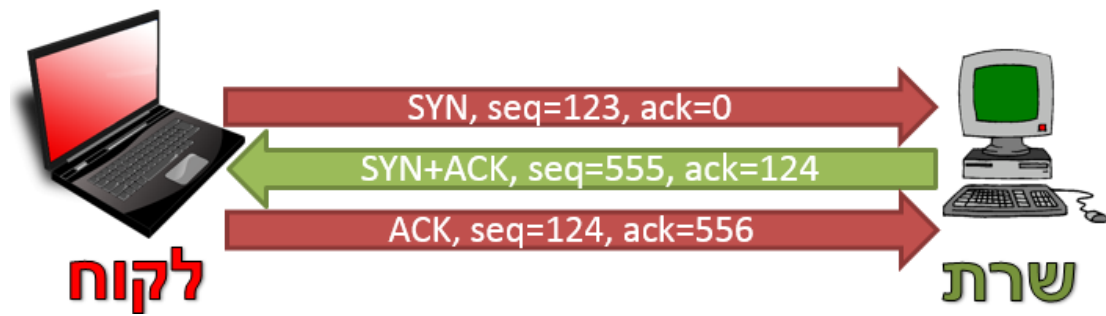 SYN, seq=123, ack=0
SYN+ACK, seq=555, ack=124
ACK, seq=124, ack=556
לקוח
שרת